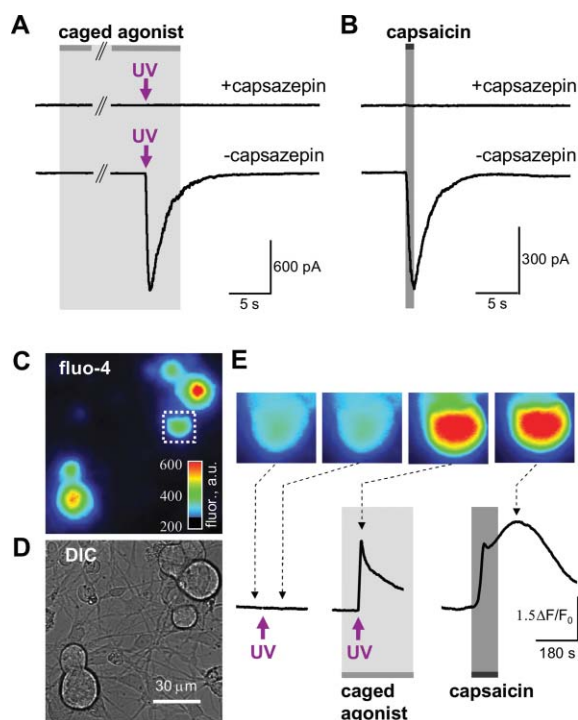 A
caged agonist
UV
+capsazepin
UV
-capsazepin
600 pA
5 s
B
capsaicin
+capsazepin
-capsazepin
300 pA
5 s
C
fluo-4
600
400
200
fluor., a.u.
D
DIC
30 μm
E
UV
UV
caged
agonist
capsaicin
1.5ΔF/F0
180 s